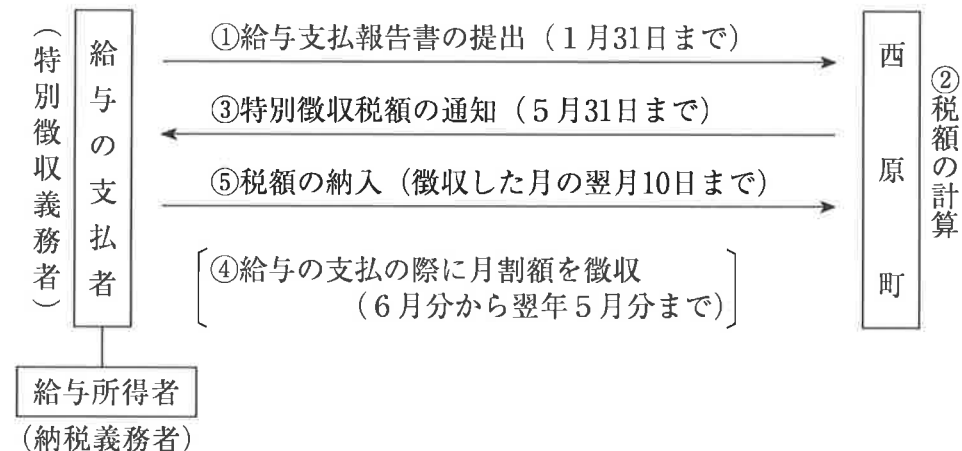 給与の支払者
(特別徴収義務者)
①給与支払報告書の提出(1月31日まで)
③特別徴収税額の通知(5月31日まで)
⑤税額の納入(徴収した月の翌月10日まで)
④給与の支払の際に月割額を徴収
(6月分から翌年5月分まで)
西原町
②税額の計算
給与所得者
(納税義務者)